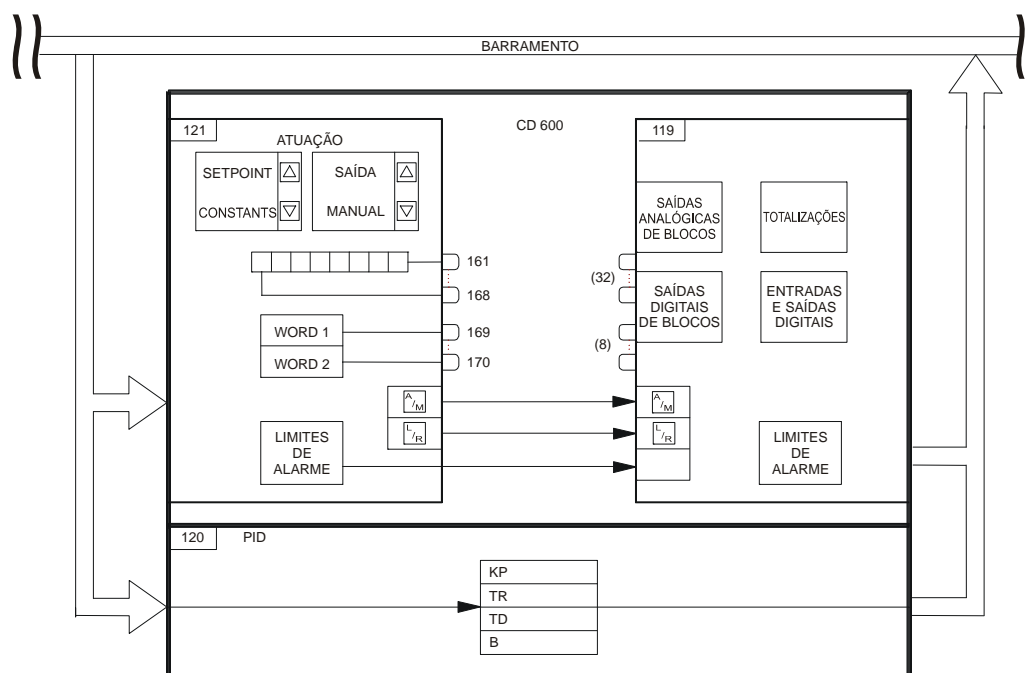 BARRAMENTO
CD 600
121
ATUAÇÃO
SETPOINT
CONSTANTS
SAÍDA
MANUAL
161
168
WORD 1
169
WORD 2
170
A/M
L/R
LIMITES
DE
ALARME
119
SAÍDAS
ANALÓGICAS
DE BLOCOS
TOTALIZAÇÕES
(32)
SAÍDAS
DIGITAIS
DE BLOCOS
ENTRADAS
E SAÍDAS
DIGITAIS
(8)
A/M
L/R
LIMITES
DE
ALARME
120
PID
KP
TR
TD
B